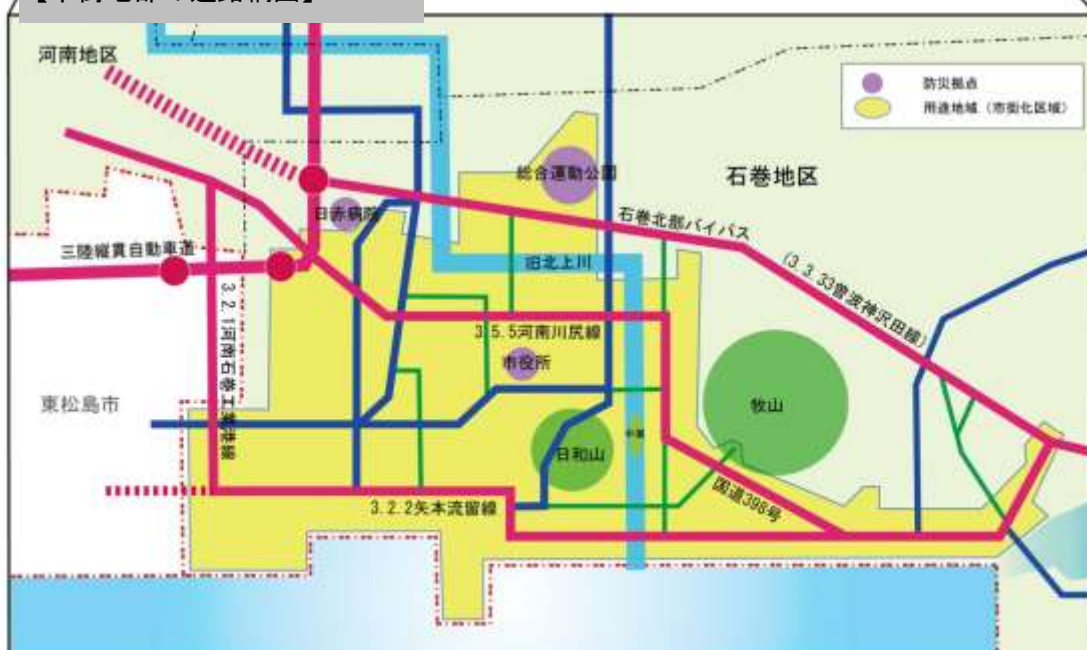 河南地区
防災拠点
用途地域（市街化区域）
総合運動公園
石巻地区
日赤病院
石巻北部バイパス
三陸縦貫自動車道
旧北上川
(3.3.33曽波神沢田線)
3.2.1河南石巻工業港線
3.5.5河南川尻線
市役所
東松島市
牧山
日和山
国道398号
3.2.2矢本流留線